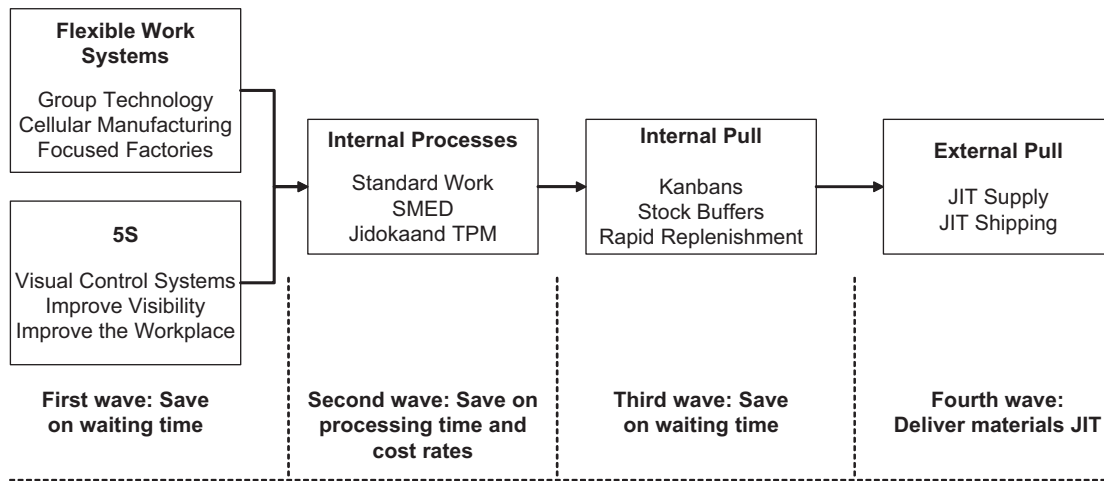 Flexible Work
Systems
Group Technology
Cellular Manufacturing
Focused Factories
5S
Visual Control Systems
Improve Visibility
Improve the Workplace
Internal Processes
Standard Work
SMED
Jidokaand TPM
Internal Pull
Kanbans
Stock Buffers
Rapid Replenishment
External Pull
JIT Supply
JIT Shipping
First wave: Save
on waiting time
Second wave: Save on
processing time and
cost rates
Third wave: Save
on waiting time
Fourth wave:
Deliver materials JIT